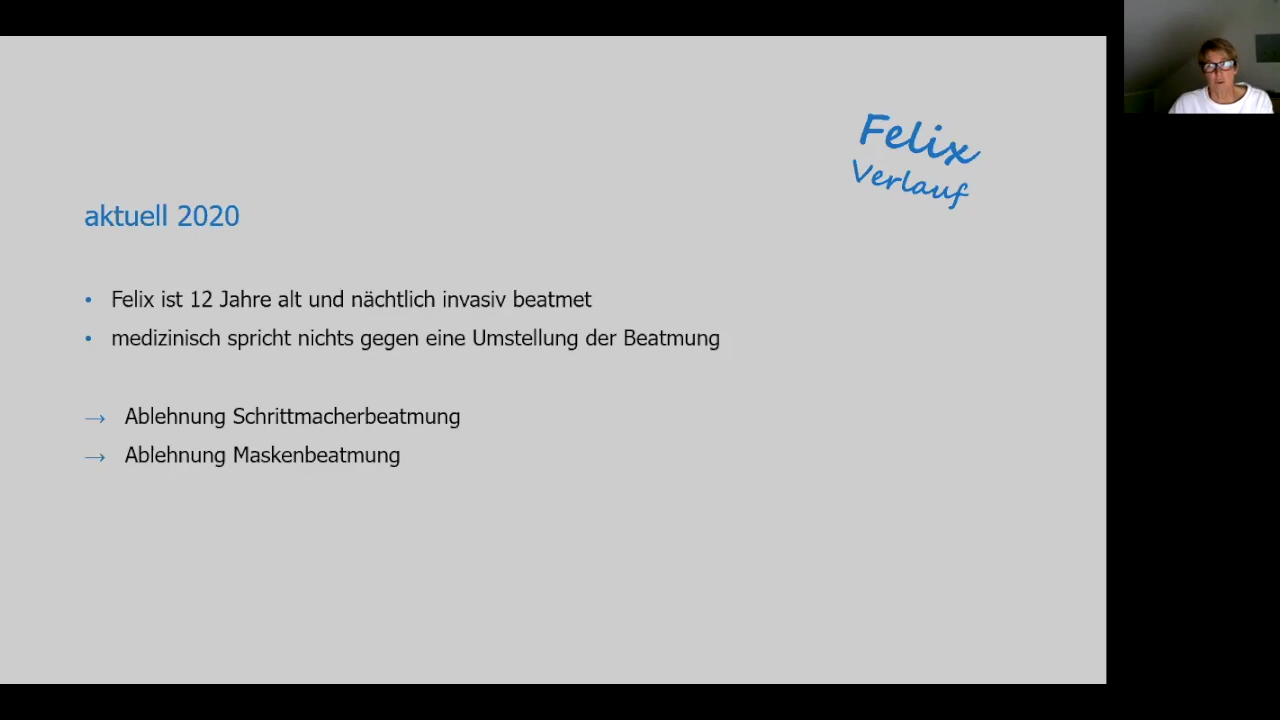 Felix
Verlauf
aktuell 2020
• Felix ist 12 Jahre alt und nächtlich invasiv beatmet
• medizinisch spricht nichts gegen eine Umstellung der Beatmung
→ Ablehnung Schrittmacherbeatmung
→ Ablehnung Maskenbeatmung